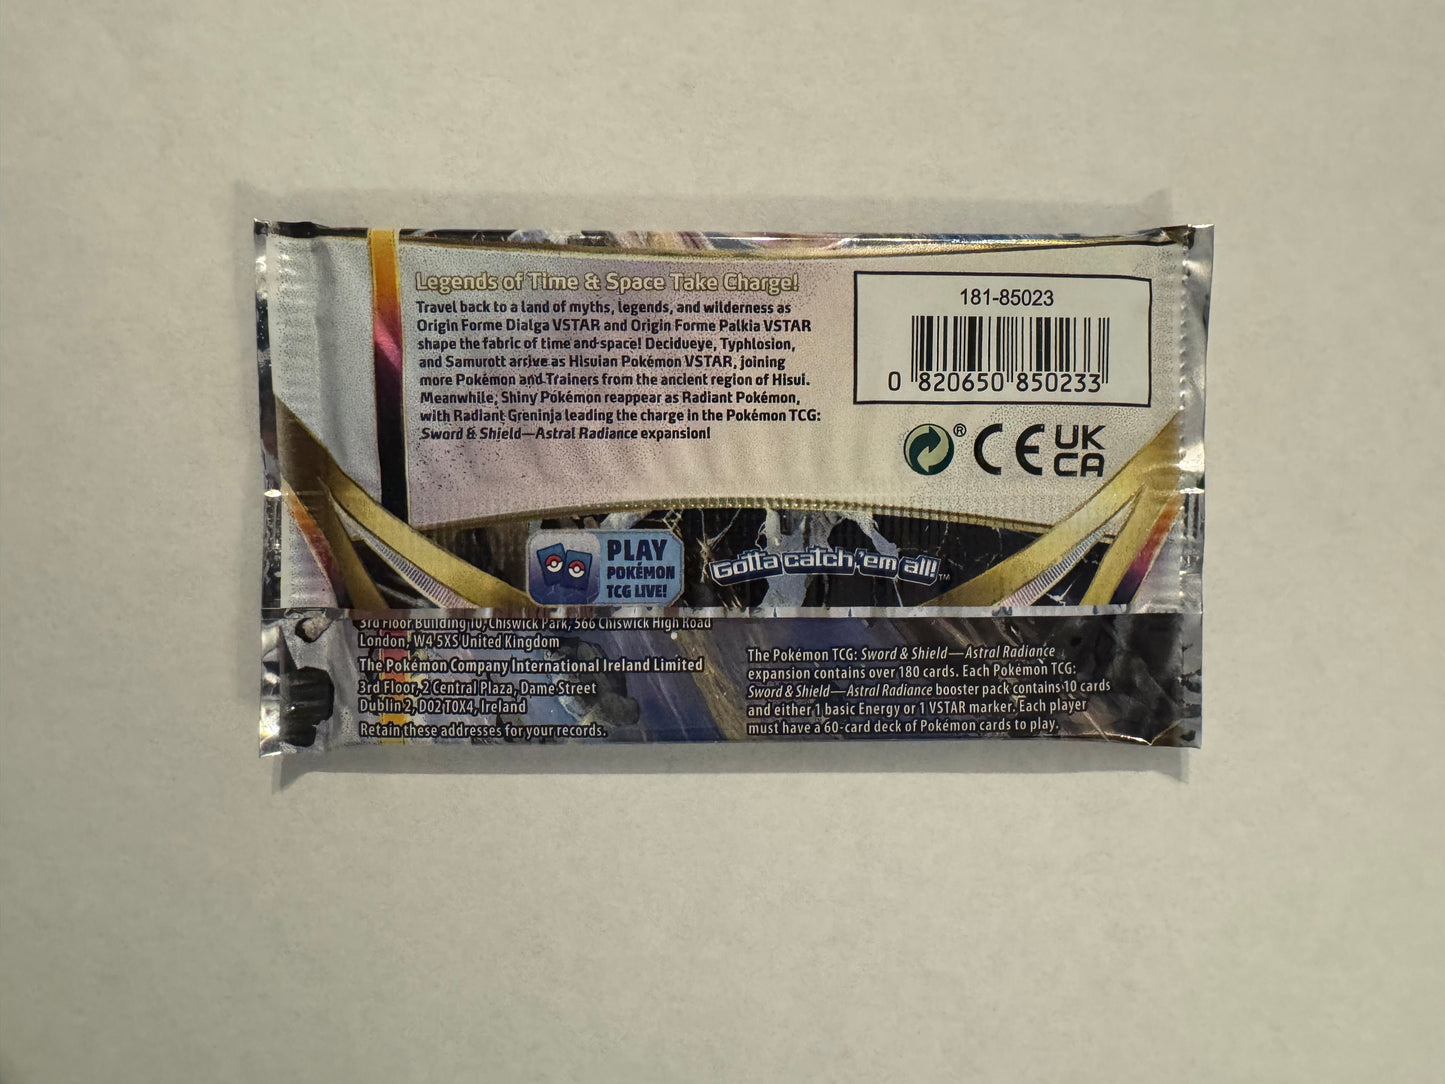 Legends of Time & Space Take Charge!
Travel back to a land of myths, legends, and wilderness as
Origin Forme Dialga VSTAR and Origin Forme Palkia VSTAR
shape the fabric of time and space! Decidueye, Typhlosion,
and Samurott arrive as Hisuian Pokémon VSTAR, joining
more Pokémon and Trainers from the ancient region of Hisui.
Meanwhile, Shiny Pokémon reappear as Radiant Pokémon,
with Radiant Greninja leading the charge in the Pokémon TCG:
Sword & Shield—Astral Radiance expansion!
181-85023
0 820650 850233
® CE UK
CA
PLAY
POKÉMON
TCG LIVE!
Gotta catch 'em all!™
3rd Floor Building 10, Chiswick Park, 566 Chiswick High Road
London, W4 5XS United Kingdom
The Pokémon Company International Ireland Limited
3rd Floor, 2 Central Plaza, Dame Street
Dublin 2, D02 T0X4, Ireland
Retain these addresses for your records.
The Pokémon TCG: Sword & Shield—Astral Radiance
expansion contains over 180 cards. Each Pokémon TCG:
Sword & Shield—Astral Radiance booster pack contains 10 cards
and either 1 basic Energy or 1 VSTAR marker. Each player
must have a 60-card deck of Pokémon cards to play.